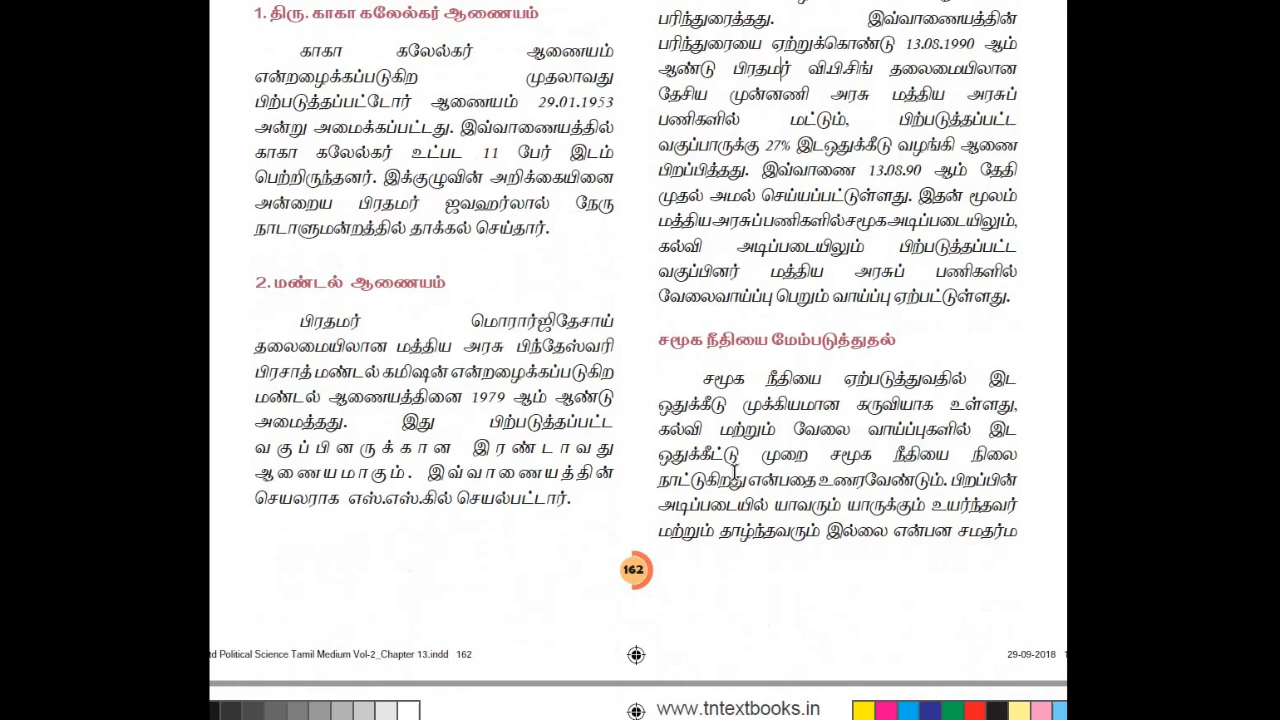 1. திரு. காகா கலேல்கர் ஆணையம்
காகா கலேல்கர் ஆணையம்
என்றழைக்கப்படுகிற முதலாவது
பிற்படுத்தப்பட்டோர் ஆணையம் 29.01.1953
அன்று அமைக்கப்பட்டது. இவ்வாணையத்தில்
காகா கலேல்கர் உட்பட 11 பேர் இடம்
பெற்றிருந்தனர். இக்குழுவின் அறிக்கையினை
அன்றைய பிரதமர் ஜவஹர்லால் நேரு
நாடாளுமன்றத்தில் தாக்கல் செய்தார்.
2. மண்டல் ஆணையம்
பிரதமர் மொரார்ஜிதேசாய்
தலைமையிலான மத்திய அரசு பிந்தேஸ்வரி
பிரசாத் மண்டல் கமிஷன் என்றழைக்கப்படுகிற
மண்டல் ஆணையத்தினை 1979 ஆம் ஆண்டு
அமைத்தது. இது பிற்படுத்தப்பட்ட
வகுப்பினருக்கான இரண்டாவது
ஆணையமாகும். இவ்வாணையத்தின்
செயலராக எஸ்.எஸ்.கில் செயல்பட்டார்.
பரிந்துரைத்தது. இவ்வாணையத்தின்
பரிந்துரையை ஏற்றுக்கொண்டு 13.08.1990 ஆம்
ஆண்டு பிரதமர் வி.பி.சிங் தலைமையிலான
தேசிய முன்னணி அரசு மத்திய அரசுப்
பணிகளில் மட்டும், பிற்படுத்தப்பட்ட
வகுப்பாருக்கு 27% இடஒதுக்கீடு வழங்கி ஆணை
பிறப்பித்தது. இவ்வாணை 13.08.90 ஆம் தேதி
முதல் அமல் செய்யப்பட்டுள்ளது. இதன் மூலம்
மத்திய அரசுப் பணிகளில் சமூக அடிப்படையிலும்,
கல்வி அடிப்படையிலும் பிற்படுத்தப்பட்ட
வகுப்பினர் மத்திய அரசுப் பணிகளில்
வேலைவாய்ப்பு பெறும் வாய்ப்பு ஏற்பட்டுள்ளது.
சமூக நீதியை மேம்படுத்துதல்
சமூக நீதியை ஏற்படுத்துவதில் இட
ஒதுக்கீடு முக்கியமான கருவியாக உள்ளது,
கல்வி மற்றும் வேலை வாய்ப்புகளில் இட
ஒதுக்கீட்டு முறை சமூக நீதியை நிலை
நாட்டுகிறது என்பதை உணரவேண்டும். பிறப்பின்
அடிப்படையில் யாவரும் யாருக்கும் உயர்ந்தவர்
மற்றும் தாழ்ந்தவரும் இல்லை என்பன சமதர்ம
162
td Political Science Tamil Medium Vol-2_Chapter 13.indd 162
29-09-2018
www.tntextbooks.in